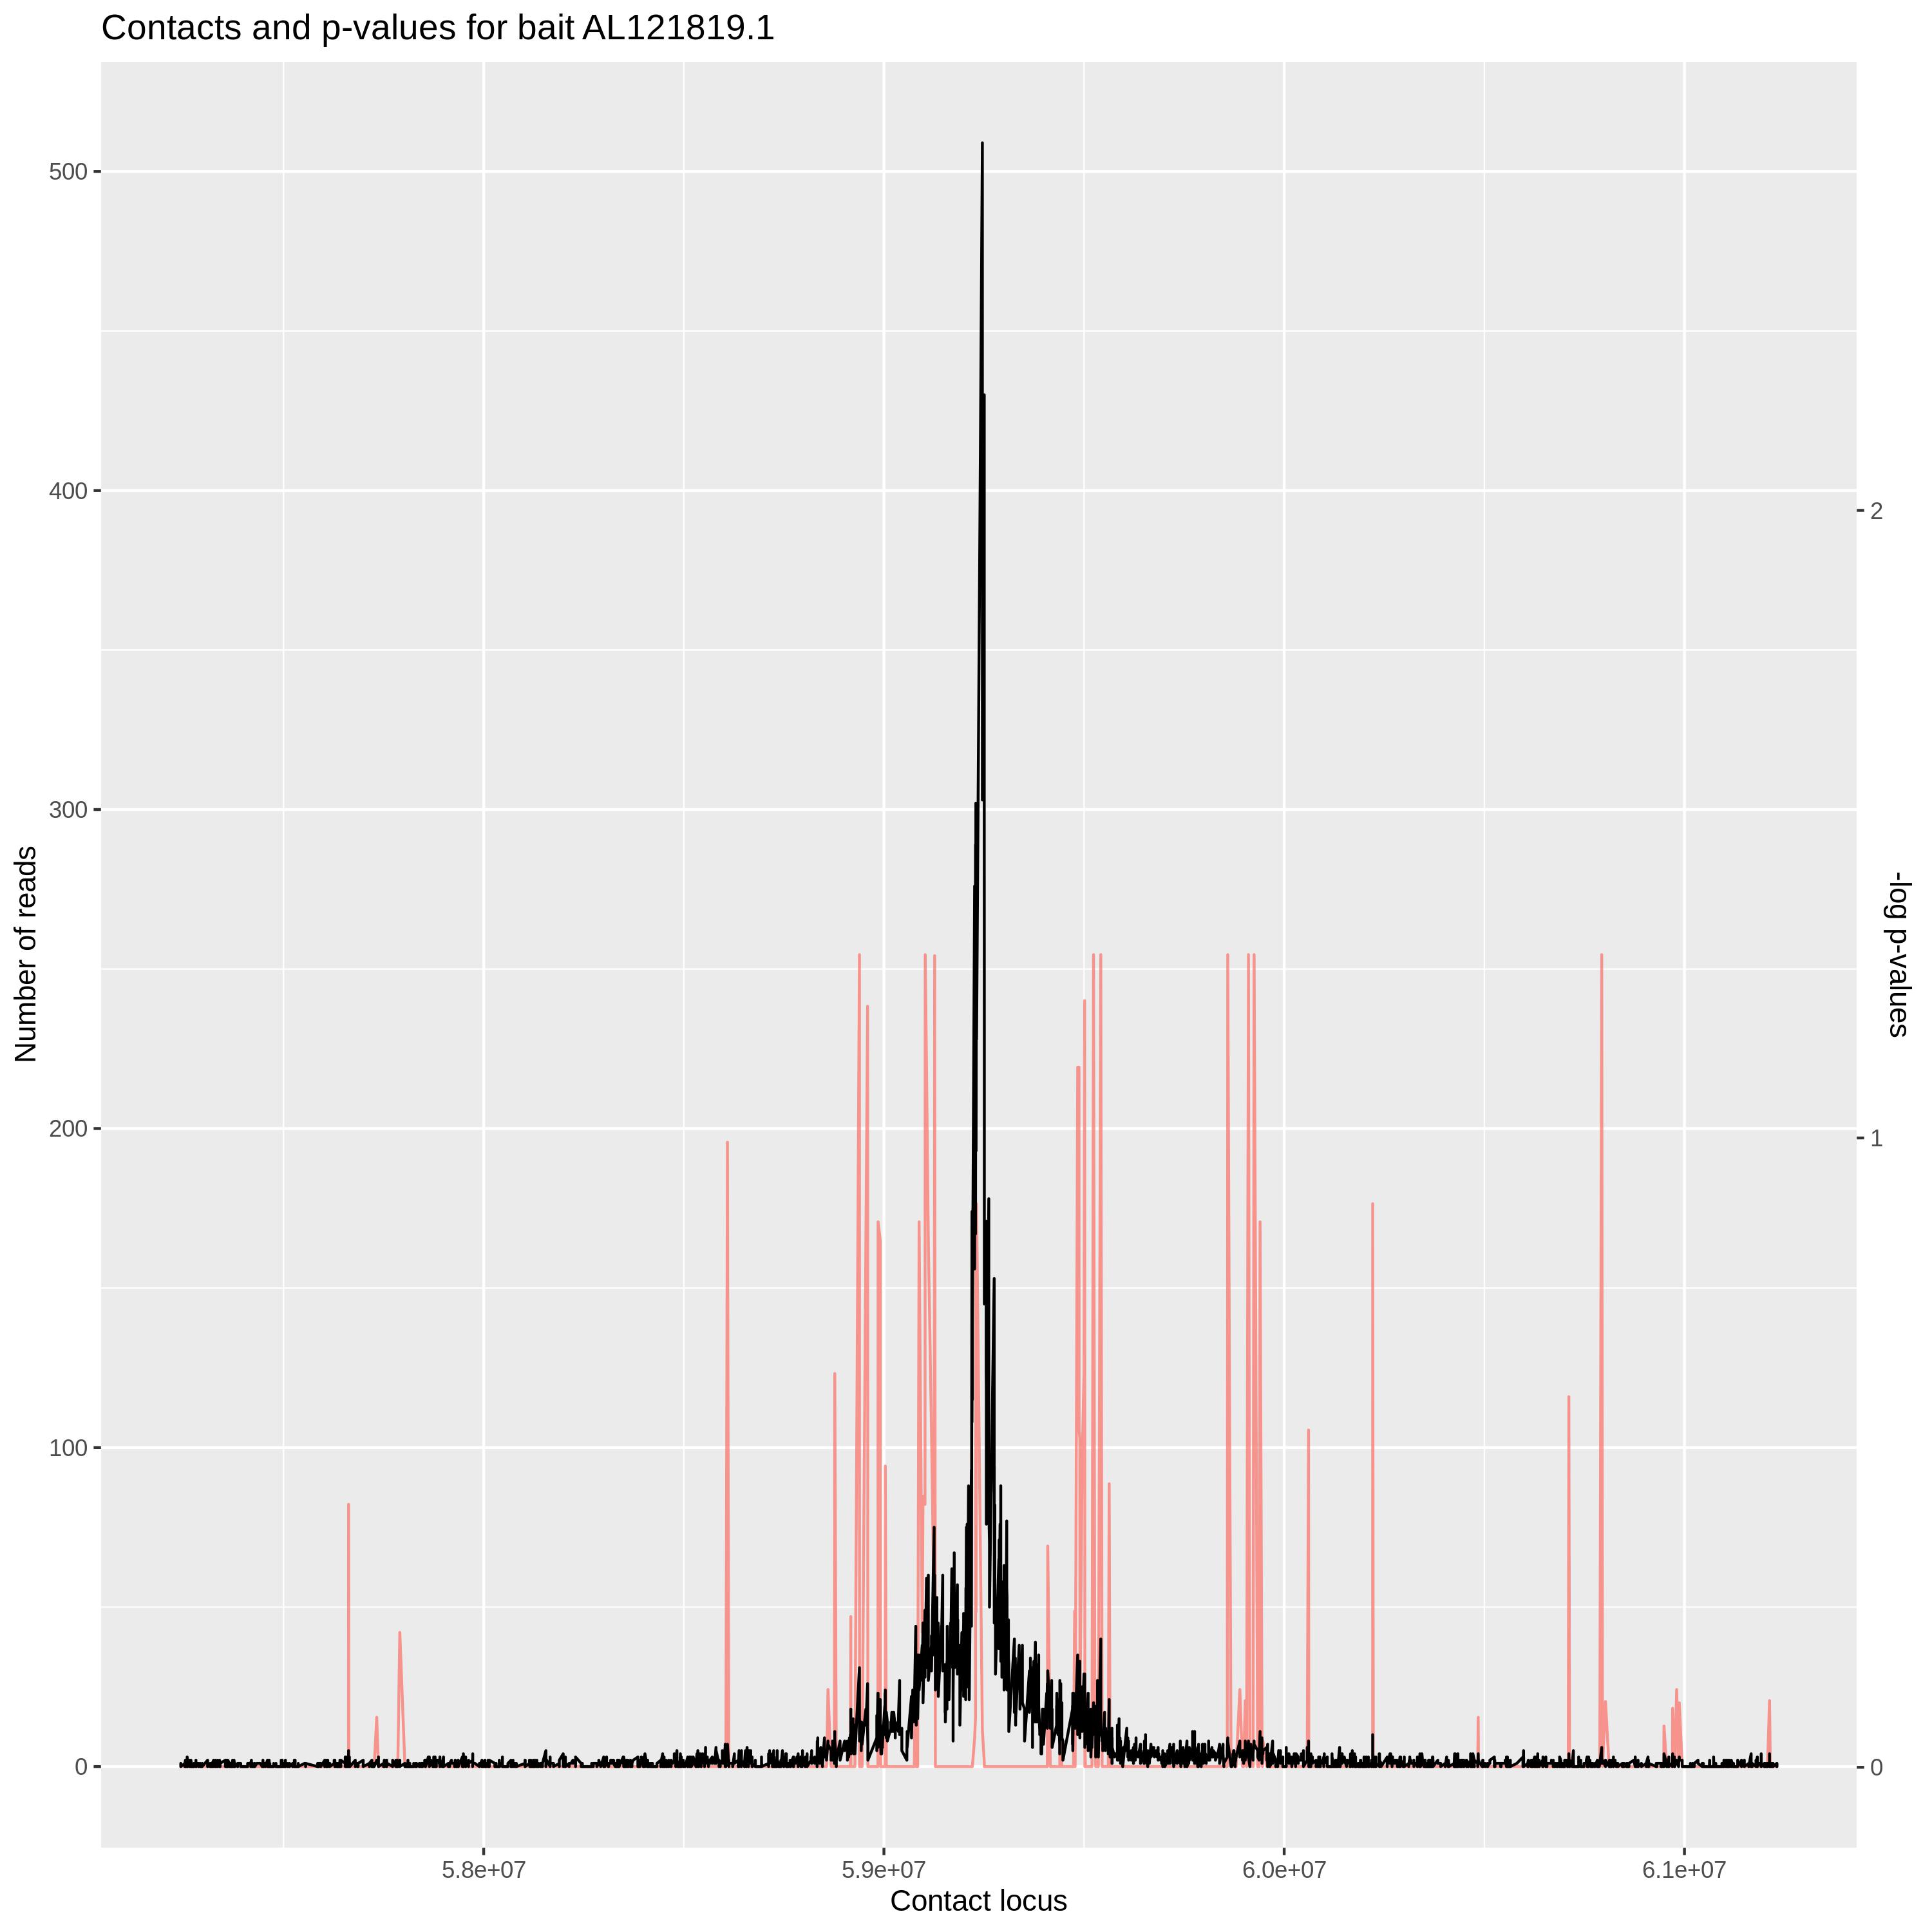 Contacts and p-values for bait AL121819.1
500
400
300
200
100
0
Number of reads
2
1
0
-log p-values
5.8e+07
5.9e+07
6.0e+07
6.1e+07
Contact locus